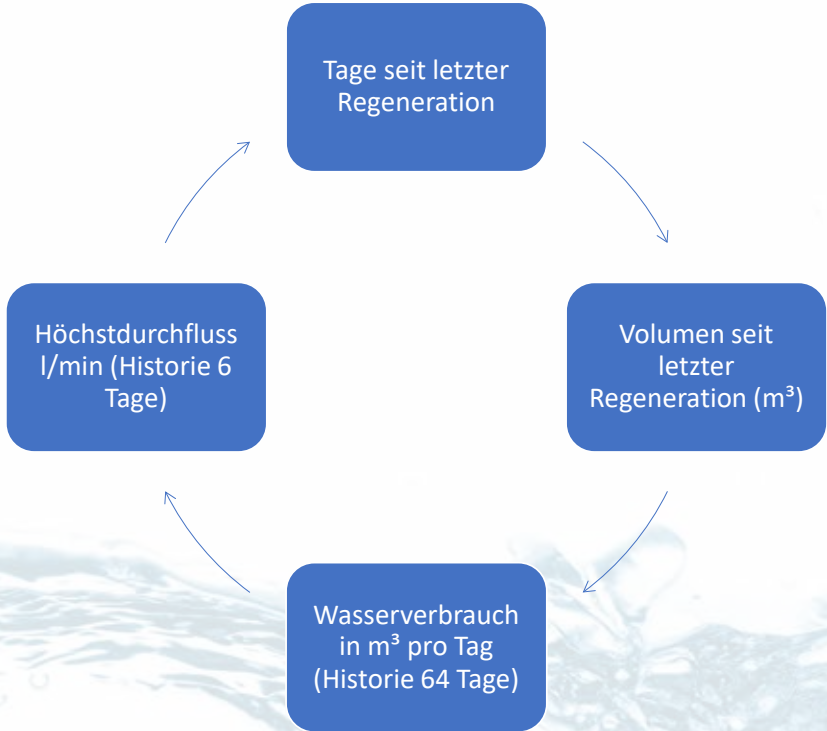 Tage seit letzter
Regeneration
Höchstdurchfluss
l/min (Historie 6
Tage)
Volumen seit
letzter
Regeneration (m³)
Wasserverbrauch
in m³ pro Tag
(Historie 64 Tage)